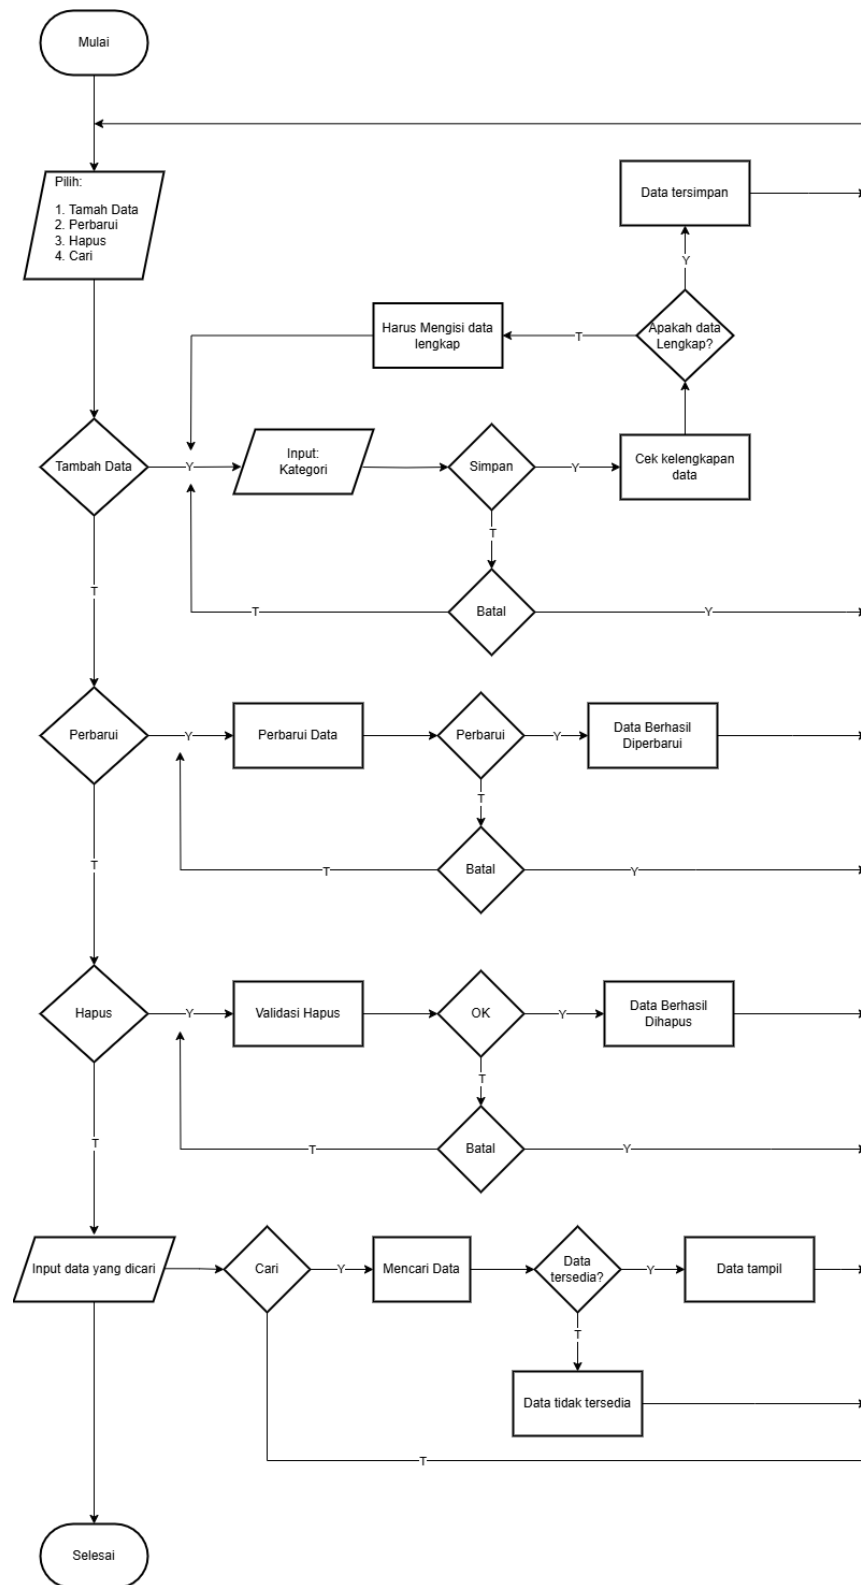 Mulai
Pilih:
1. Tamah Data
2. Perbarui
3. Hapus
4. Cari
Data tersimpan
Y
Harus Mengisi data
lengkap
T
Apakah data
Lengkap?
Tambah Data
Y
Input:
Kategori
Simpan
Y
Cek kelengkapan
data
T
T
T
Batal
Y
Perbarui
Y
Perbarui Data
Perbarui
Y
Data Berhasil
Diperbarui
T
T
T
Batal
Y
Hapus
Y
Validasi Hapus
OK
Y
Data Berhasil
Dihapus
T
T
T
Batal
Y
Input data yang dicari
Cari
Y
Mencari Data
Data
tersedia?
Y
Data tampil
T
Data tidak tersedia
T
Selesai